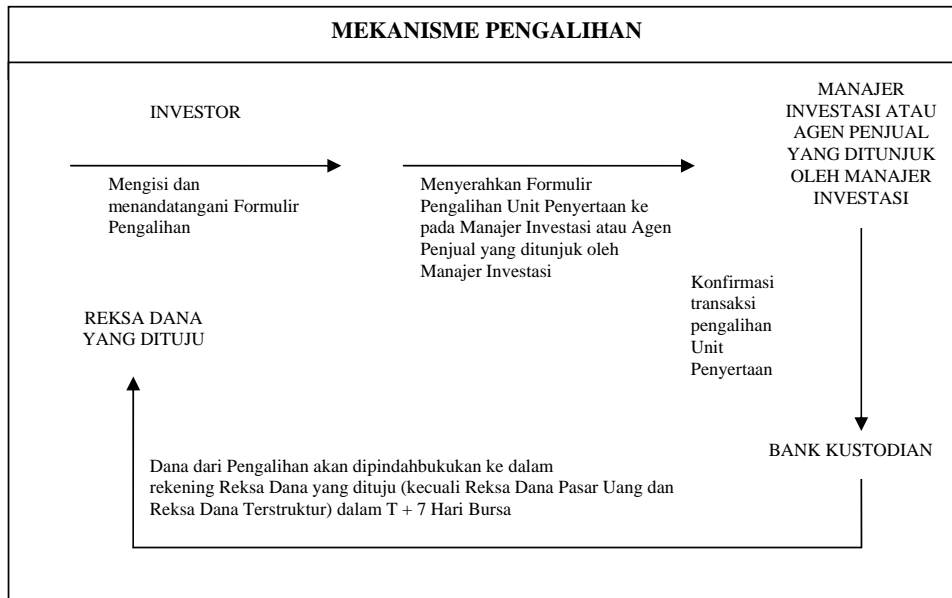 MEKANISME PENGALIHAN
INVESTOR
Mengisi dan
menandatangani Formulir
Pengalihan
Menyerahkan Formulir
Pengalihan Unit Penyertaan ke
pada Manajer Investasi atau Agen
Penjual yang ditunjuk oleh
Manajer Investasi
MANAJER
INVESTASI ATAU
AGEN PENJUAL
YANG DITUNJUK
OLEH MANAJER
INVESTASI
Konfirmasi
transaksi
pengalihan
Unit
Penyertaan
BANK KUSTODIAN
Dana dari Pengalihan akan dipindahbukukan ke dalam
rekening Reksa Dana yang dituju (kecuali Reksa Dana Pasar Uang dan
Reksa Dana Terstruktur) dalam T + 7 Hari Bursa
REKSA DANA
YANG DITUJU